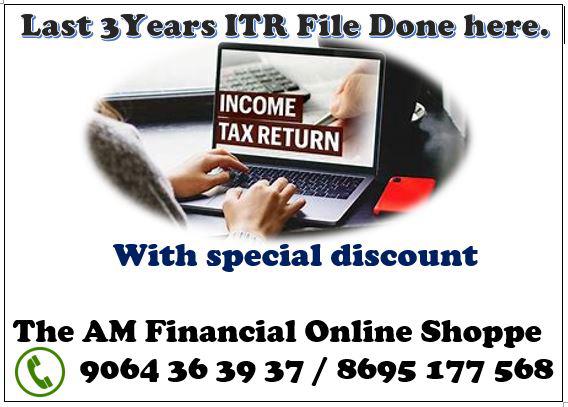 Last 3Years ITR File Done here.
INCOME
TAX RETURN
With special discount
The AM Financial Online Shoppe
9064 36 39 37 / 8695 177 568